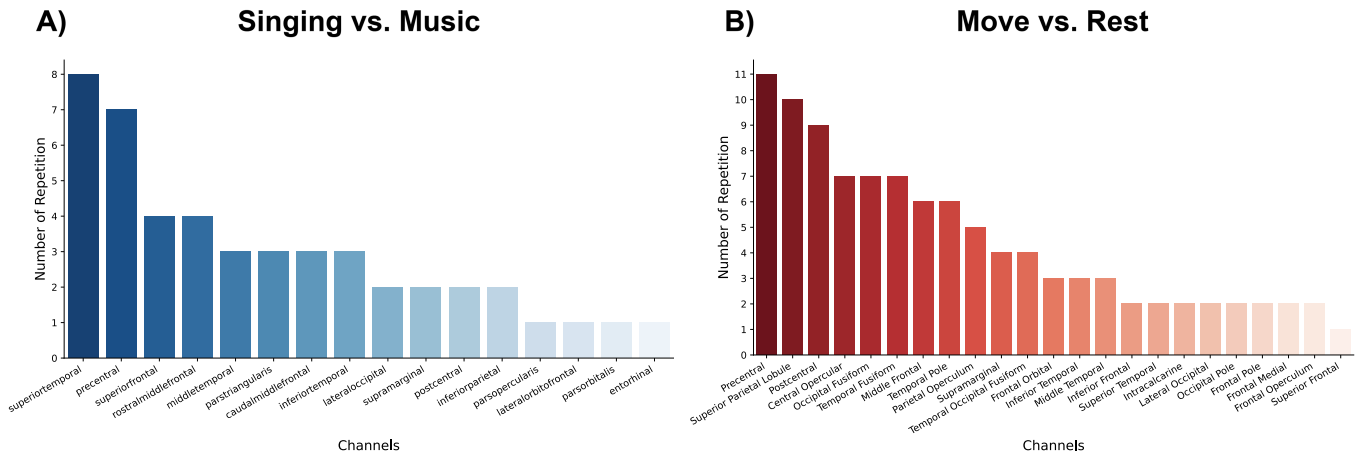 A)
Singing vs. Music
Number of Repetition
8
7
6
5
4
3
2
1
0
superiortemporal
precentral
superiorfrontal
rostralmiddlefrontal
middletemporal
parstriangularis
caudalmiddlefrontal
inferiortemporal
lateraloccipital
supramarginal
postcentral
inferiorparietal
parsopercularis
lateralorbitofrontal
parsorbitalis
entorhinal
Channels
B)
Move vs. Rest
Number of Repetition
11
10
9
8
7
6
5
4
3
2
1
0
Precentral
Superior Parietal Lobule
Postcentral
Central Opercular
Occipital Fusiform
Temporal Fusiform
Middle Frontal
Temporal Pole
Parietal Operculum
Supramarginal
Temporal Occipital Fusiform
Frontal Orbital
Inferior Temporal
Middle Temporal
Inferior Frontal
Superior Temporal
Intracalcarine
Lateral Occipital
Occipital Pole
Frontal Pole
Frontal Medial
Frontal Operculum
Superior Frontal
Channels